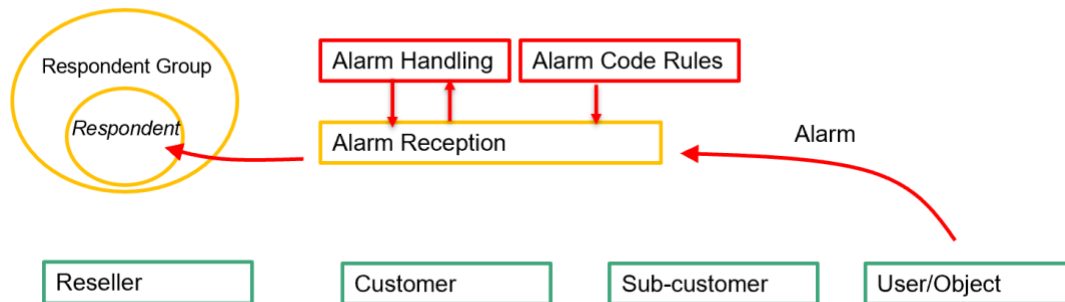 Respondent Group
Respondent
Alarm Handling
Alarm Code Rules
Alarm Reception
Alarm
Reseller
Customer
Sub-customer
User/Object